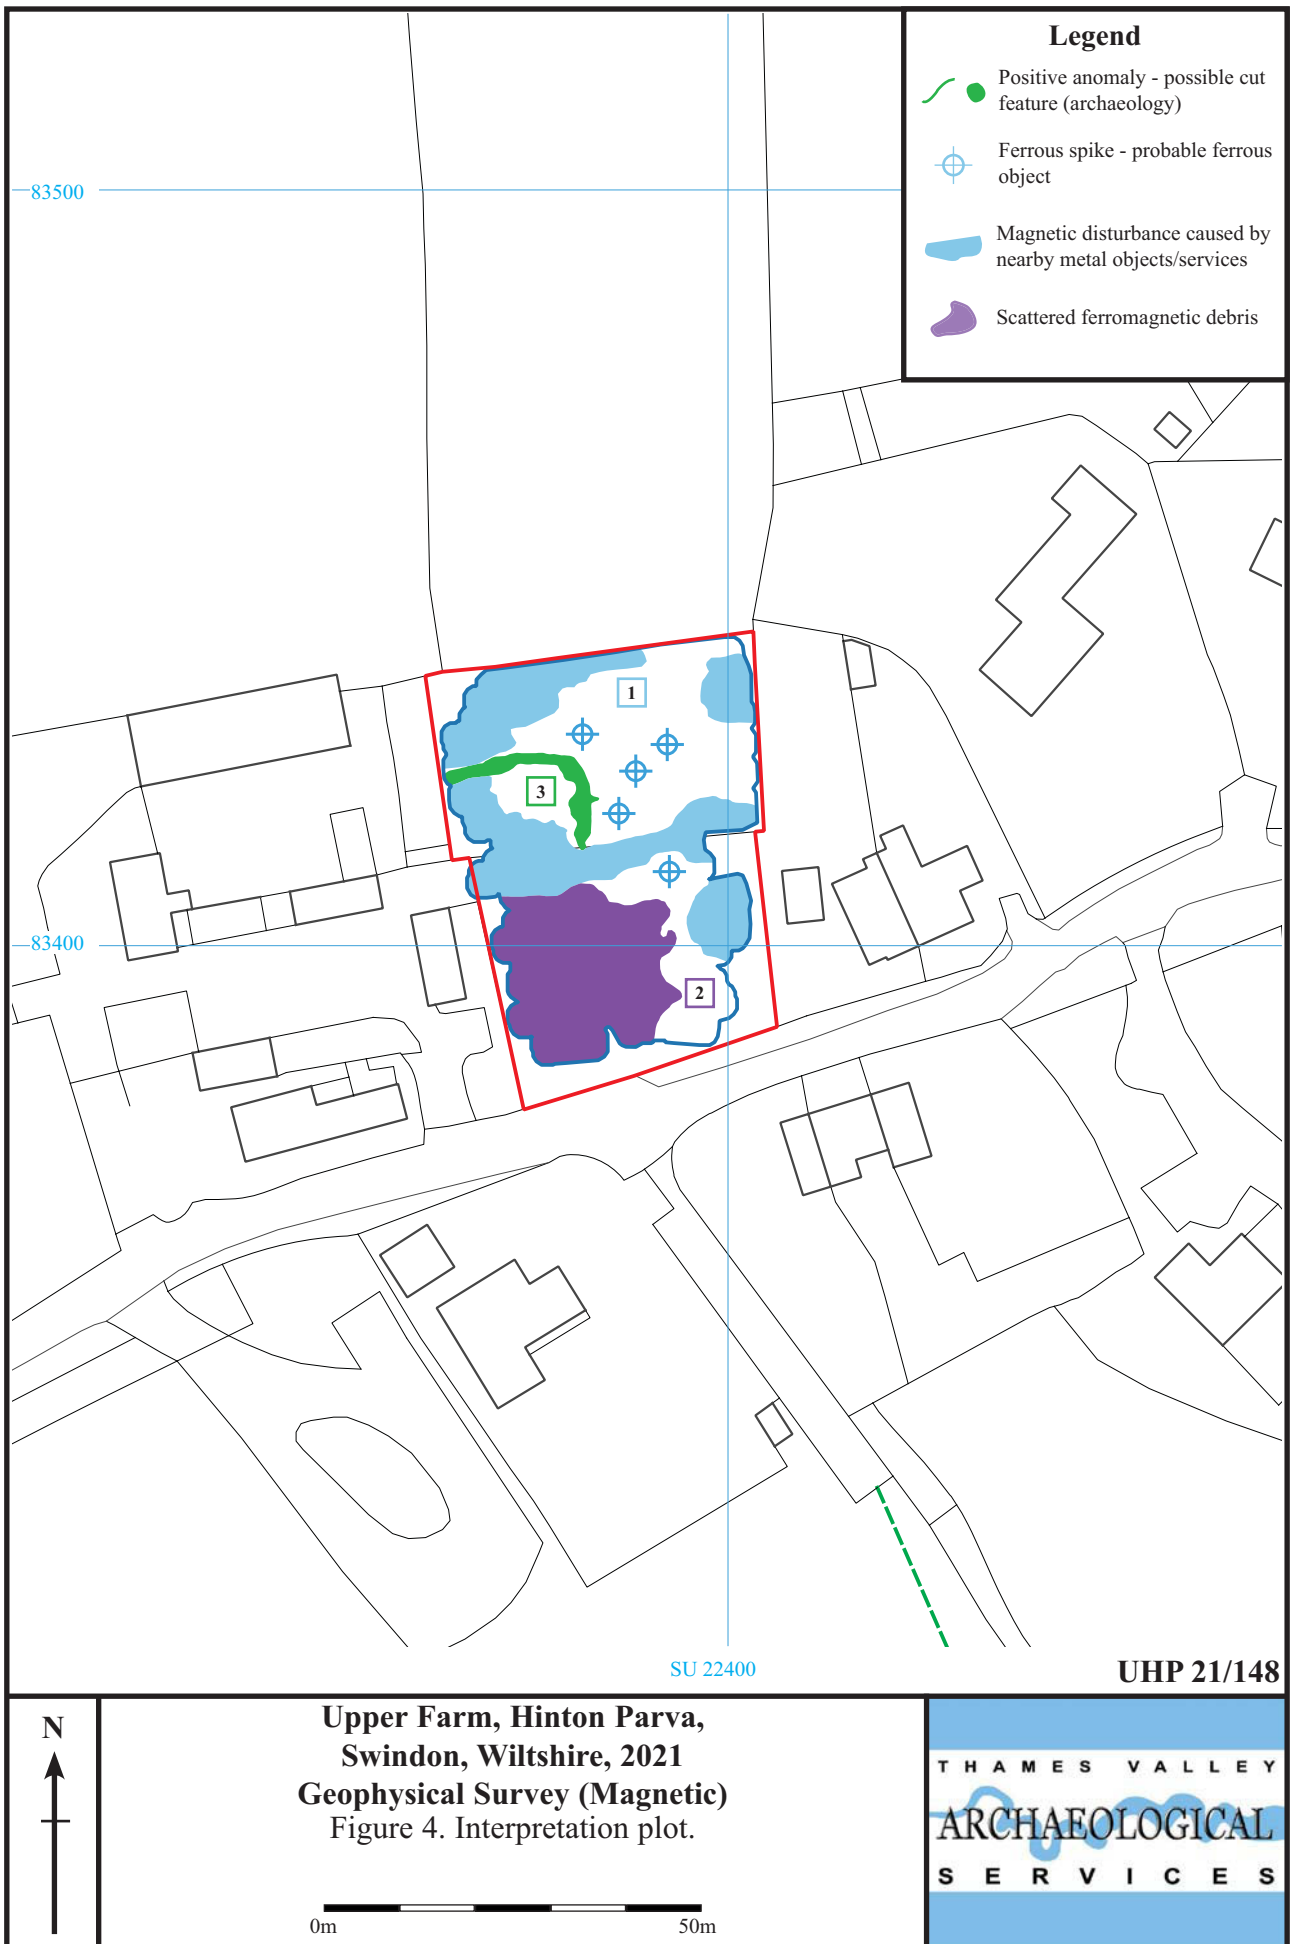 Legend
Positive anomaly - possible cut
feature (archaeology)
Ferrous spike - probable ferrous
object
Magnetic disturbance caused by
nearby metal objects/services
Scattered ferromagnetic debris
83500
1
3
83400
2
SU 22400
UHP 21/148
N
Upper Farm, Hinton Parva,
Swindon, Wiltshire, 2021
Geophysical Survey (Magnetic)
Figure 4. Interpretation plot.
0m 50m
THAMES VALLEY
ARCHAEOLOGICAL
SERVICES